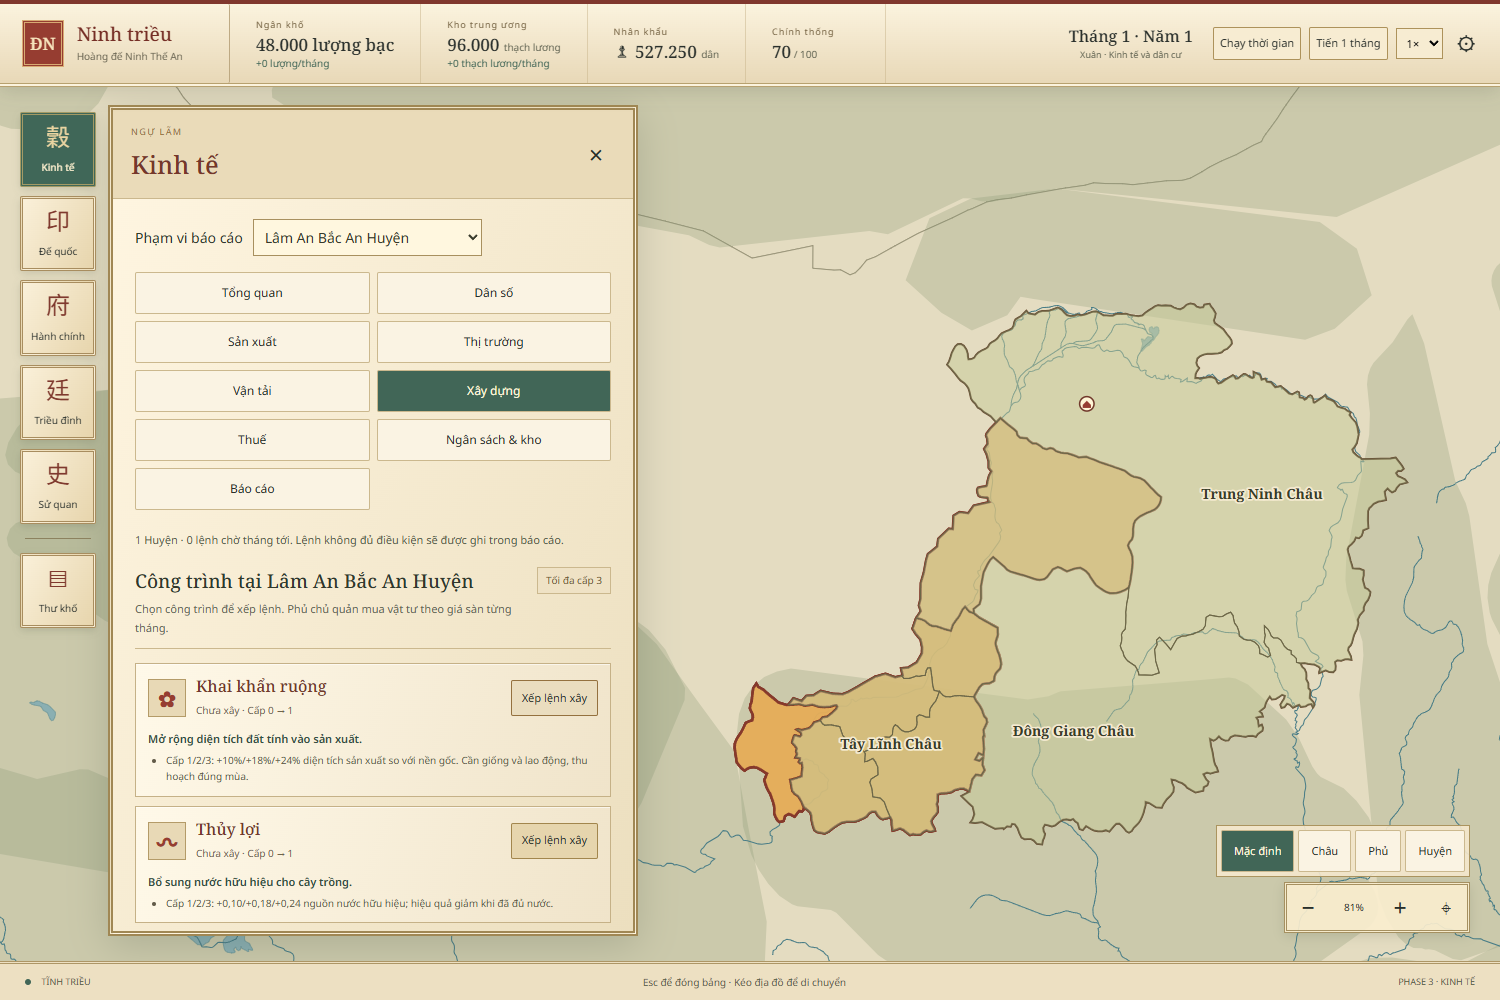 ĐN
Ninh triều
Hoàng đế Ninh Thế An
Ngân khố
48.000 lượng bạc
+0 lượng/tháng
Kho trung ương
96.000 thạch lương
+0 thạch lương/tháng
Nhân khẩu
527.250 dân
Chính thống
70 / 100
Tháng 1 · Năm 1
Xuân · Kinh tế và dân cư
Chạy thời gian
Tiến 1 tháng
1×
穀
Kinh tế
印
Đế quốc
府
Hành chính
廷
Triều đình
史
Sử quan
Thư khố
NGỰ LÃM
Kinh tế
×
Phạm vi báo cáo
Lâm An Bắc An Huyện
Tổng quan
Dân số
Sản xuất
Thị trường
Vận tải
Xây dựng
Thuế
Ngân sách & kho
Báo cáo
1 Huyện · 0 lệnh chờ tháng tới. Lệnh không đủ điều kiện sẽ được ghi trong báo cáo.
Công trình tại Lâm An Bắc An Huyện
Tối đa cấp 3
Chọn công trình để xếp lệnh. Phủ chủ quản mua vật tư theo giá sàn từng
tháng.
Khai khẩn ruộng
Chưa xây · Cấp 0 → 1
Xếp lệnh xây
Mở rộng diện tích đất tính vào sản xuất.
• Cấp 1/2/3: +10%/+18%/+24% diện tích sản xuất so với nền gốc. Cần giống và lao động, thu
hoạch đúng mùa.
Thủy lợi
Chưa xây · Cấp 0 → 1
Xếp lệnh xây
Bổ sung nước hữu hiệu cho cây trồng.
• Cấp 1/2/3: +0,10/+0,18/+0,24 nguồn nước hữu hiệu; hiệu quả giảm khi đã đủ nước.
Trung Ninh Châu
Đông Giang Châu
Tây Lĩnh Châu
Mặc định
Châu
Phủ
Huyện
− 81% +
TĨNH TRIỀU
Esc để đóng bảng · Kéo địa đồ để di chuyển
PHASE 3 · KINH TẾ